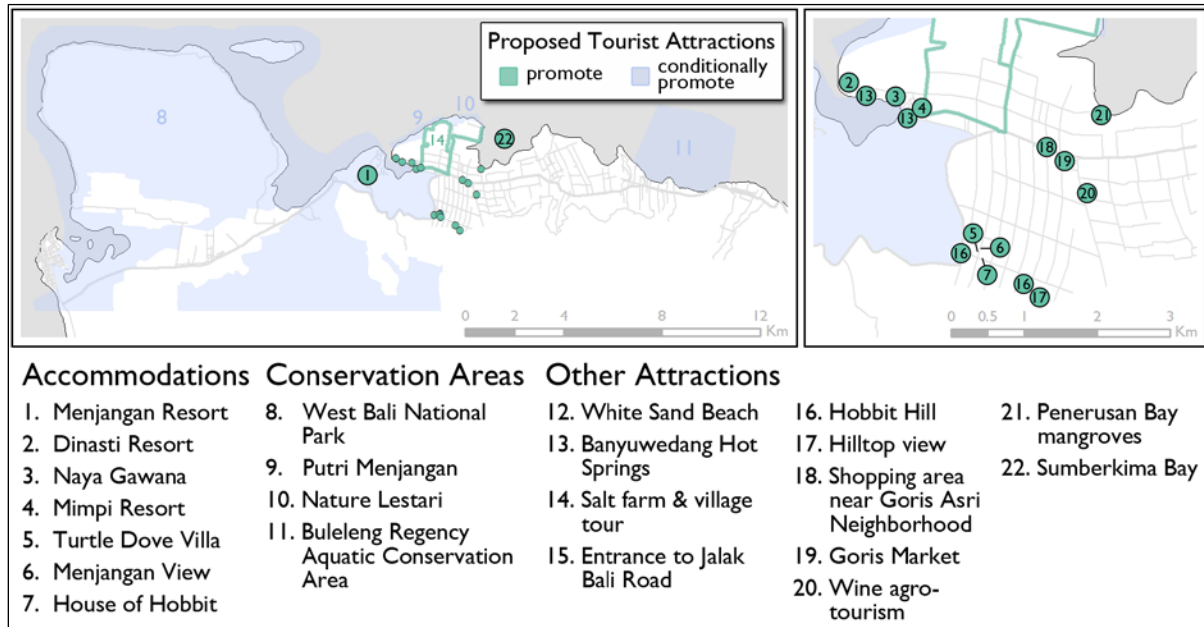 Proposed Tourist Attractions
promote
conditionally
promote
8
9
10
14
22
1
11
0
2
4
8
12
Km
2
13
3
4
13
21
18
19
20
5
16
6
7
16
17
0
0.5
1
2
3
Km
Accommodations
1. Menjangan Resort
2. Dinasti Resort
3. Naya Gawana
4. Mimpi Resort
5. Turtle Dove Villa
6. Menjangan View
7. House of Hobbit
Conservation Areas
8. West Bali National
Park
9. Putri Menjangan
10. Nature Lestari
11. Buleleng Regency
Aquatic Conservation
Area
Other Attractions
12. White Sand Beach
13. Banyuwedang Hot
Springs
14. Salt farm & village
tour
15. Entrance to Jalak
Bali Road
16. Hobbit Hill
17. Hilltop view
18. Shopping area
near Goris Asri
Neighborhood
19. Goris Market
20. Wine agro-
tourism
21. Penerusan Bay
mangroves
22. Sumberkima Bay